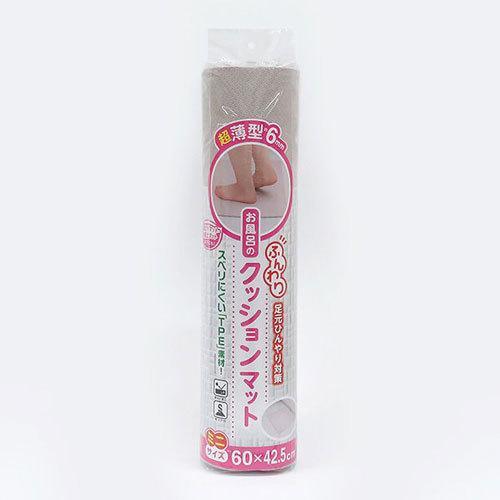 超薄型6mm
お風呂の
クッションマット
ふんわり
足元ひんやり対策
スベリにくい「TPE」素材!
ミニ
サイズ
60×42.5cm